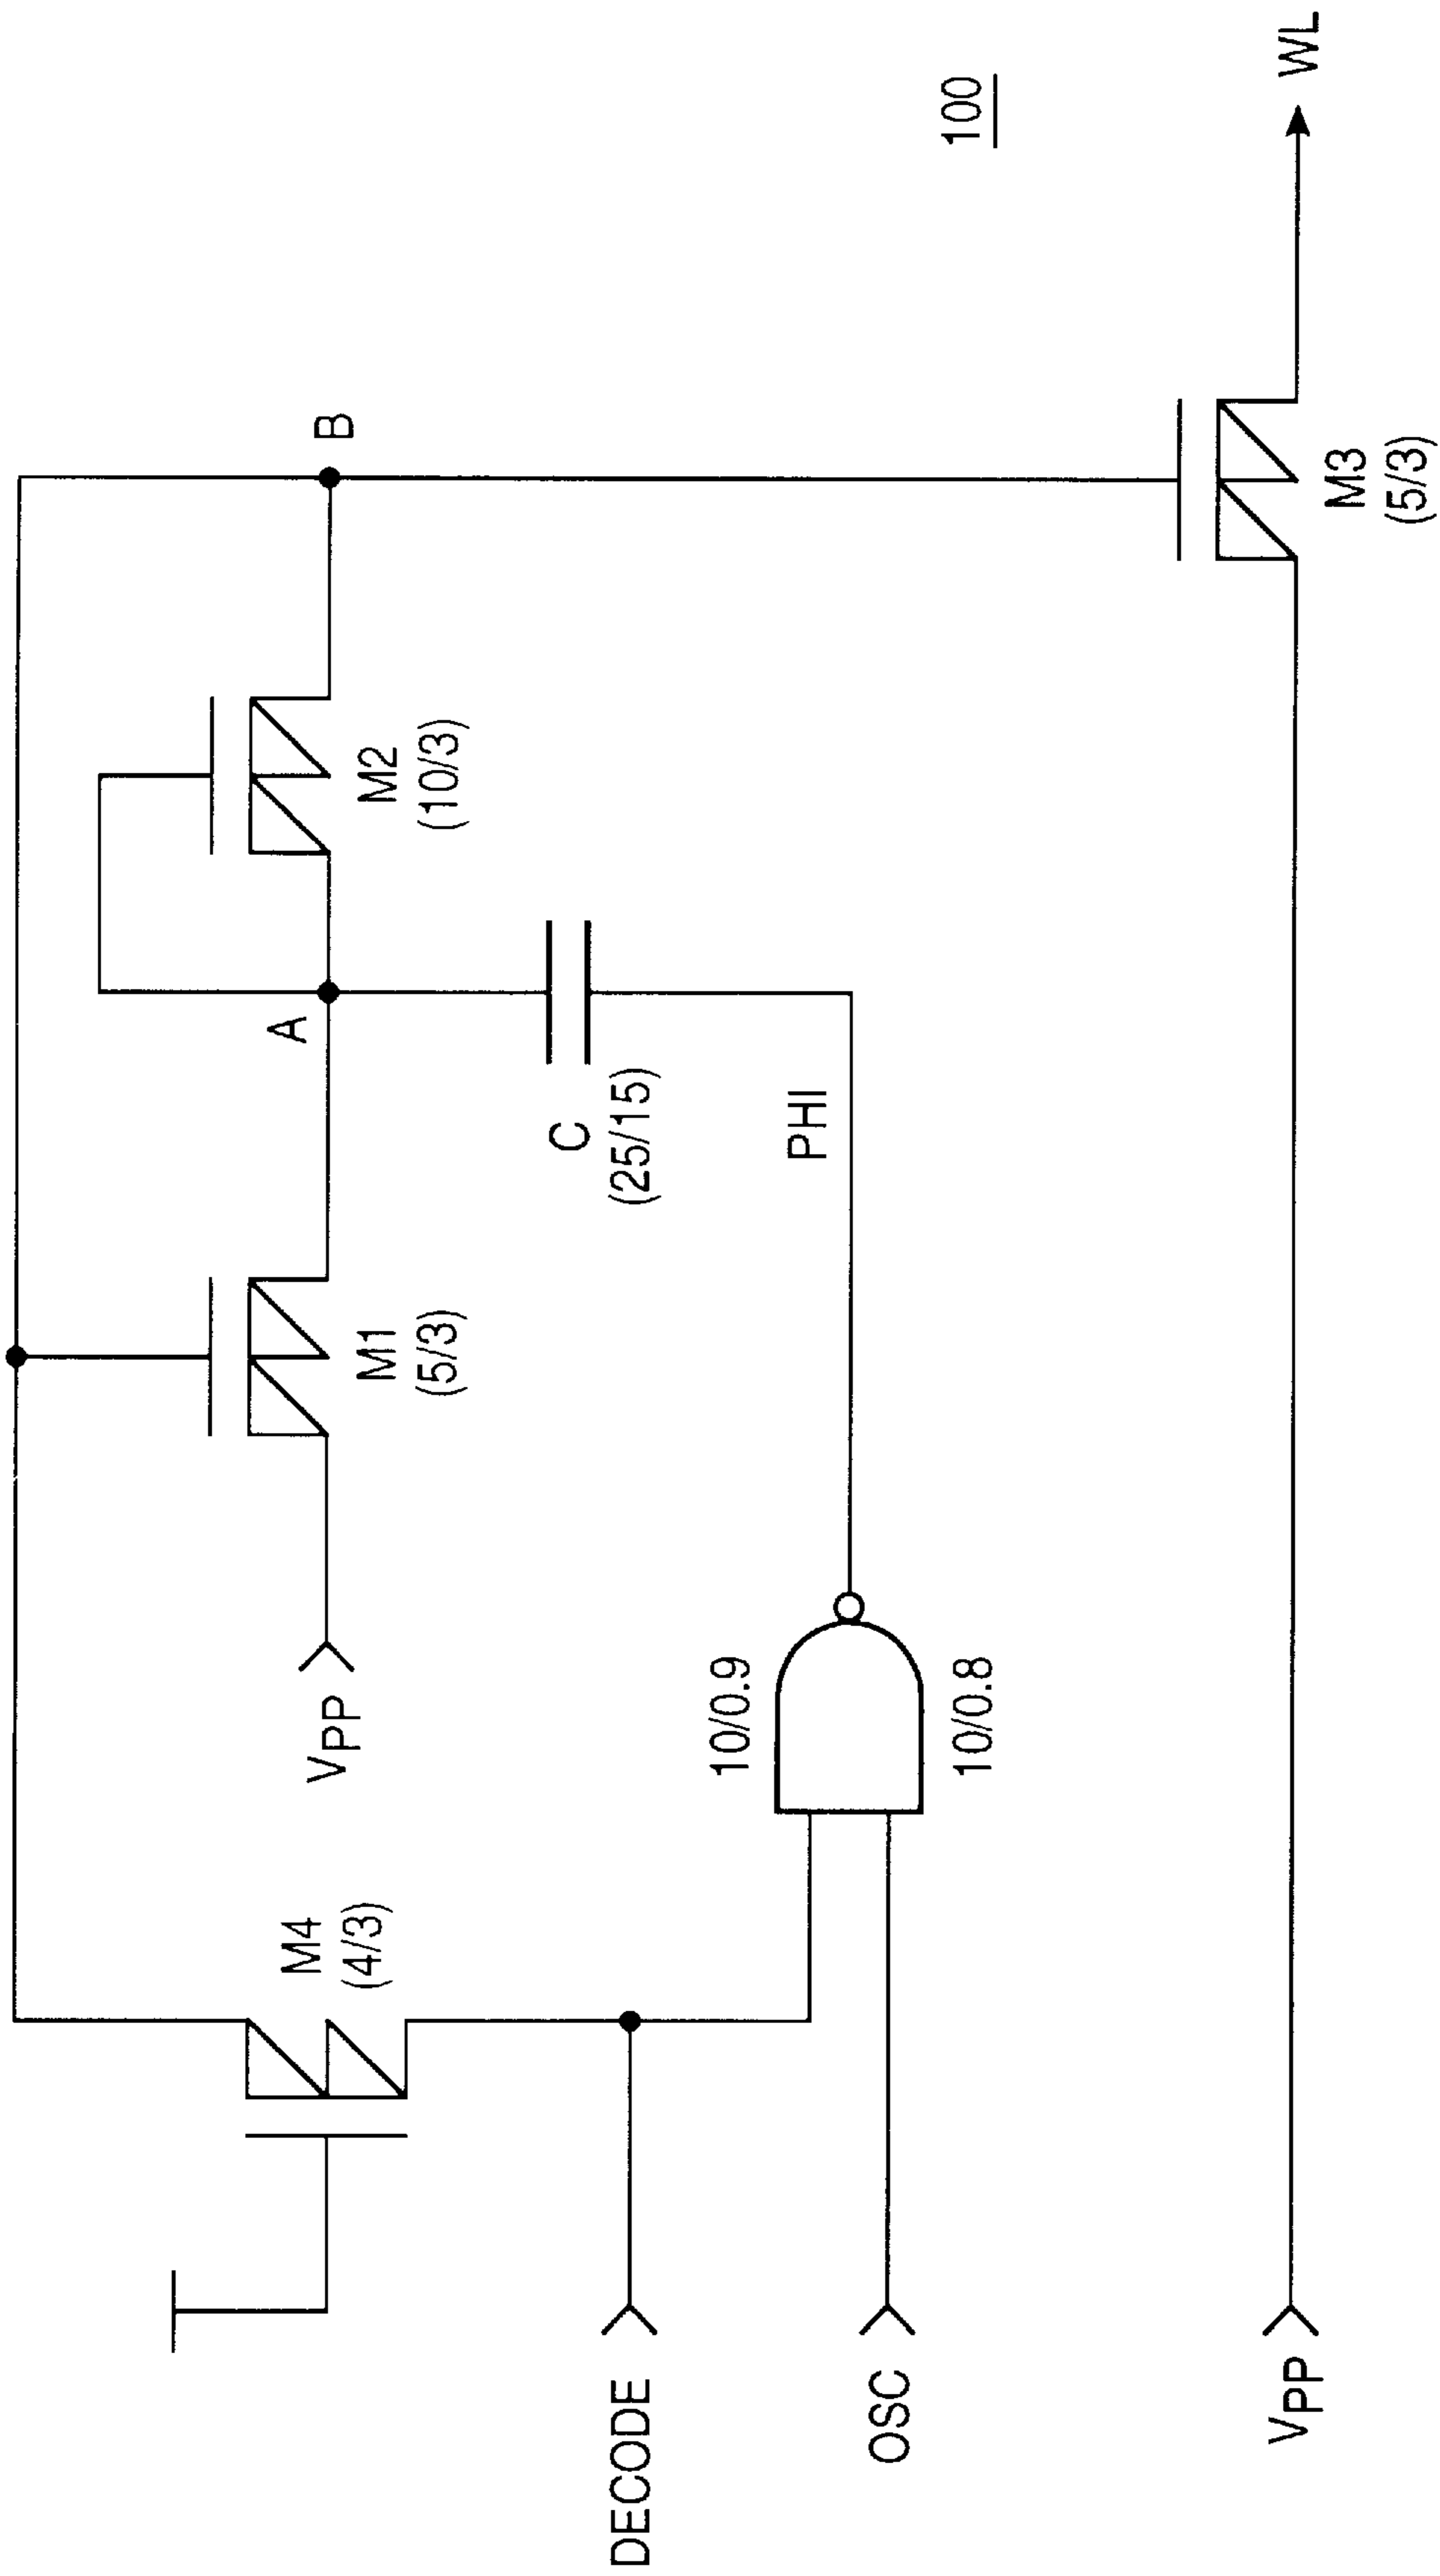 M4
(4/3)
VPP
M1
(5/3)
A
M2
(10/3)
B
C
(25/15)
DECODE
10/0.9
PHI
OSC
10/0.8
100
VPP
M3
(5/3)
WL